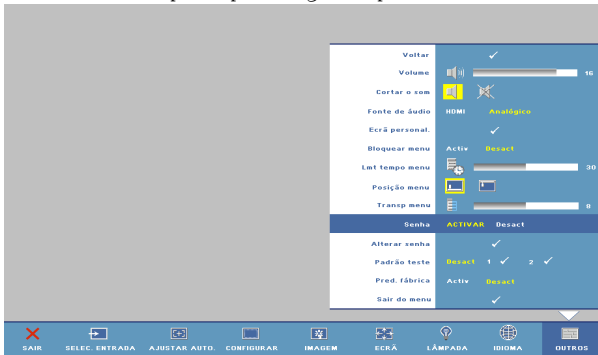 Voltar
Volume 16
Cortar o som
Fonte de áudio HDMI Analógico
Ecrã personal.
Bloquear menu Activ Desact
Lmt tempo menu 30
Posição menu
Transp menu 8
Senha ACTIVAR Desact
Alterar senha
Padrão teste Desact 1 2
Pred. fábrica Activ Desact
Sair do menu
SAIR SELEC. ENTRADA AJUSTAR AUTO. CONFIGURAR IMAGEM ECRÃ LÂMPADA IDIOMA OUTROS